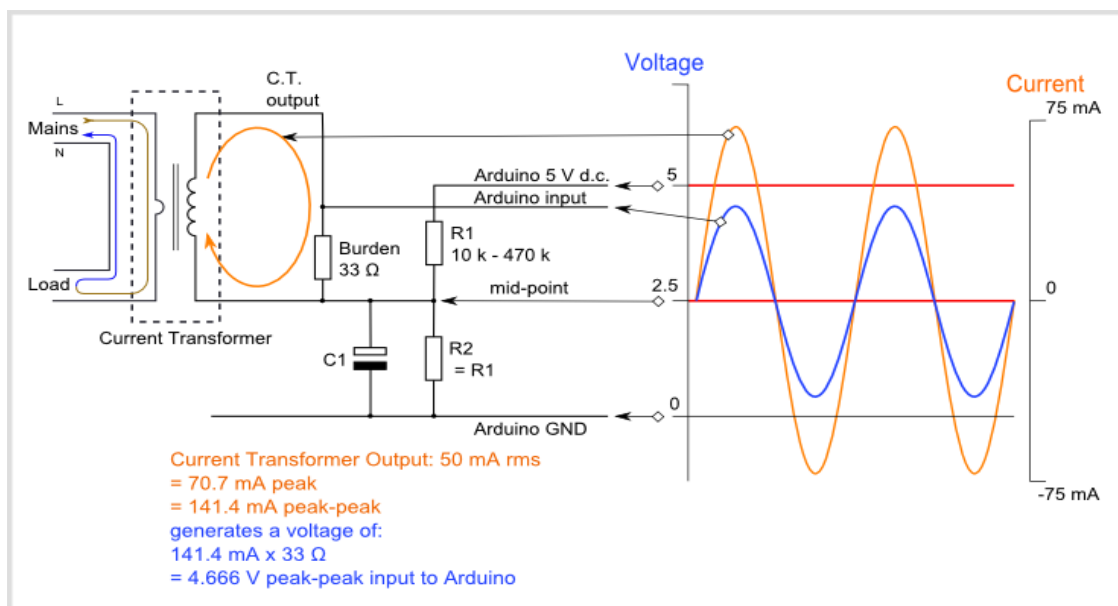 Voltage
Current
75 mA
C.T.
output
L
Mains
N
Arduino 5 V d.c.
5
Arduino input
R1
10 k - 470 k
Burden
33 Ω
mid-point
2.5
0
Load
Current Transformer
C1
R2
= R1
0
Arduino GND
-75 mA
Current Transformer Output: 50 mA rms
= 70.7 mA peak
= 141.4 mA peak-peak
generates a voltage of:
141.4 mA x 33 Ω
= 4.666 V peak-peak input to Arduino